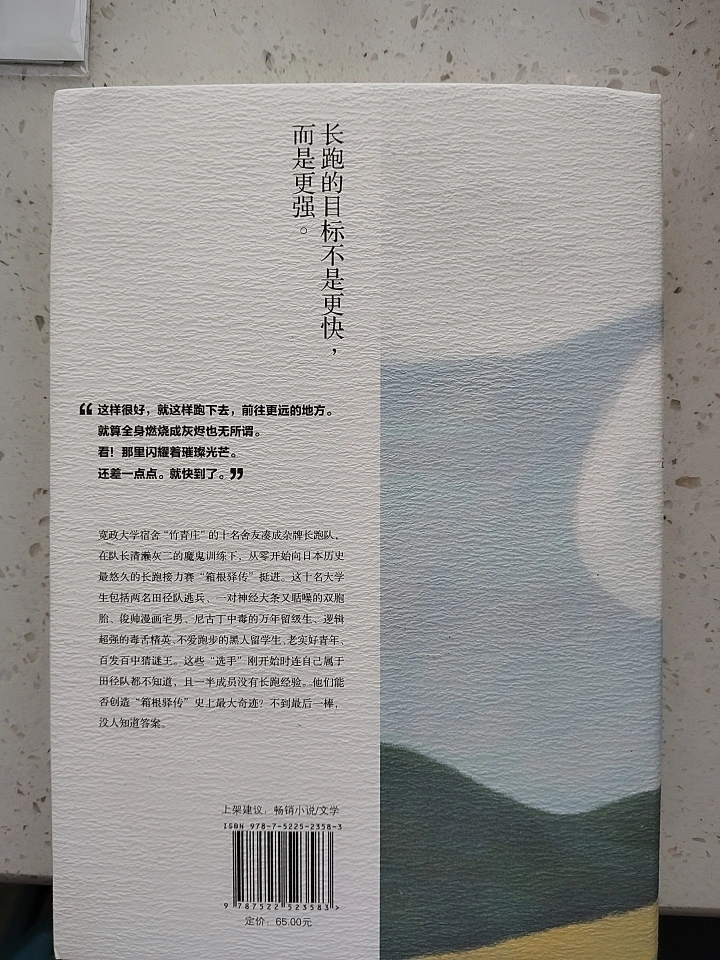 长跑的目标不是更快，
而是更强。
“这样很好，就这样跑下去，前往更远的地方。
就算全身燃烧成灰烬也无所谓。
看！那里闪耀着璀璨光芒。
还差一点点。就快到了。”
宽政大学宿舍“竹青庄”的十名舍友凑成杂牌长跑队，
在队长清濑灰二的魔鬼训练下，从零开始向日本历史
最悠久的长跑接力赛“箱根驿传”挺进。这十名大学
生包括两名田径队逃兵、一对神经大条又聒噪的双胞
胎、俊帅漫画宅男、尼古丁中毒的万年留级生、逻辑
超强的毒舌精英、不爱跑步的黑人留学生、老实好青年、
百发百中猜谜王。这些“选手”刚开始时连自己属于
田径队都不知道，且一半成员没有长跑经验。他们能
否创造“箱根驿传”史上最大奇迹？不到最后一棒，
没人知道答案。
上架建议：畅销小说/文学
ISBN 978-7-5225-2358-3
9 787522 523583 >
定价：65.00元